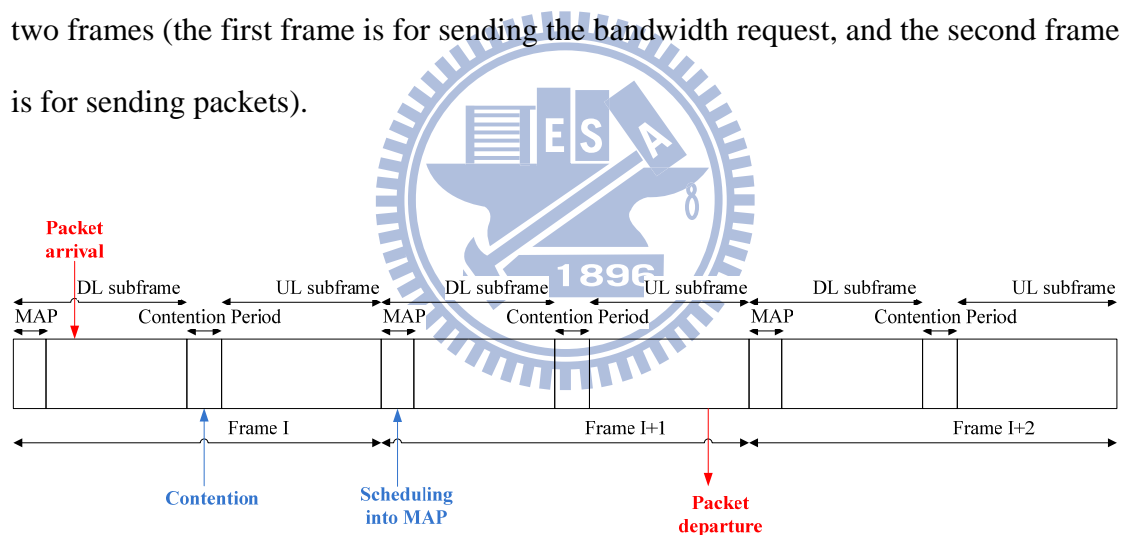 two frames (the first frame is for sending the bandwidth request, and the second frame
is for sending packets).
E S A
1896
Packet
arrival
DL subframe UL subframe DL subframe UL subframe DL subframe UL subframe
MAP Contention Period MAP Contention Period MAP Contention Period
Frame I Frame I+1 Frame I+2
Contention
Scheduling
into MAP
Packet
departure